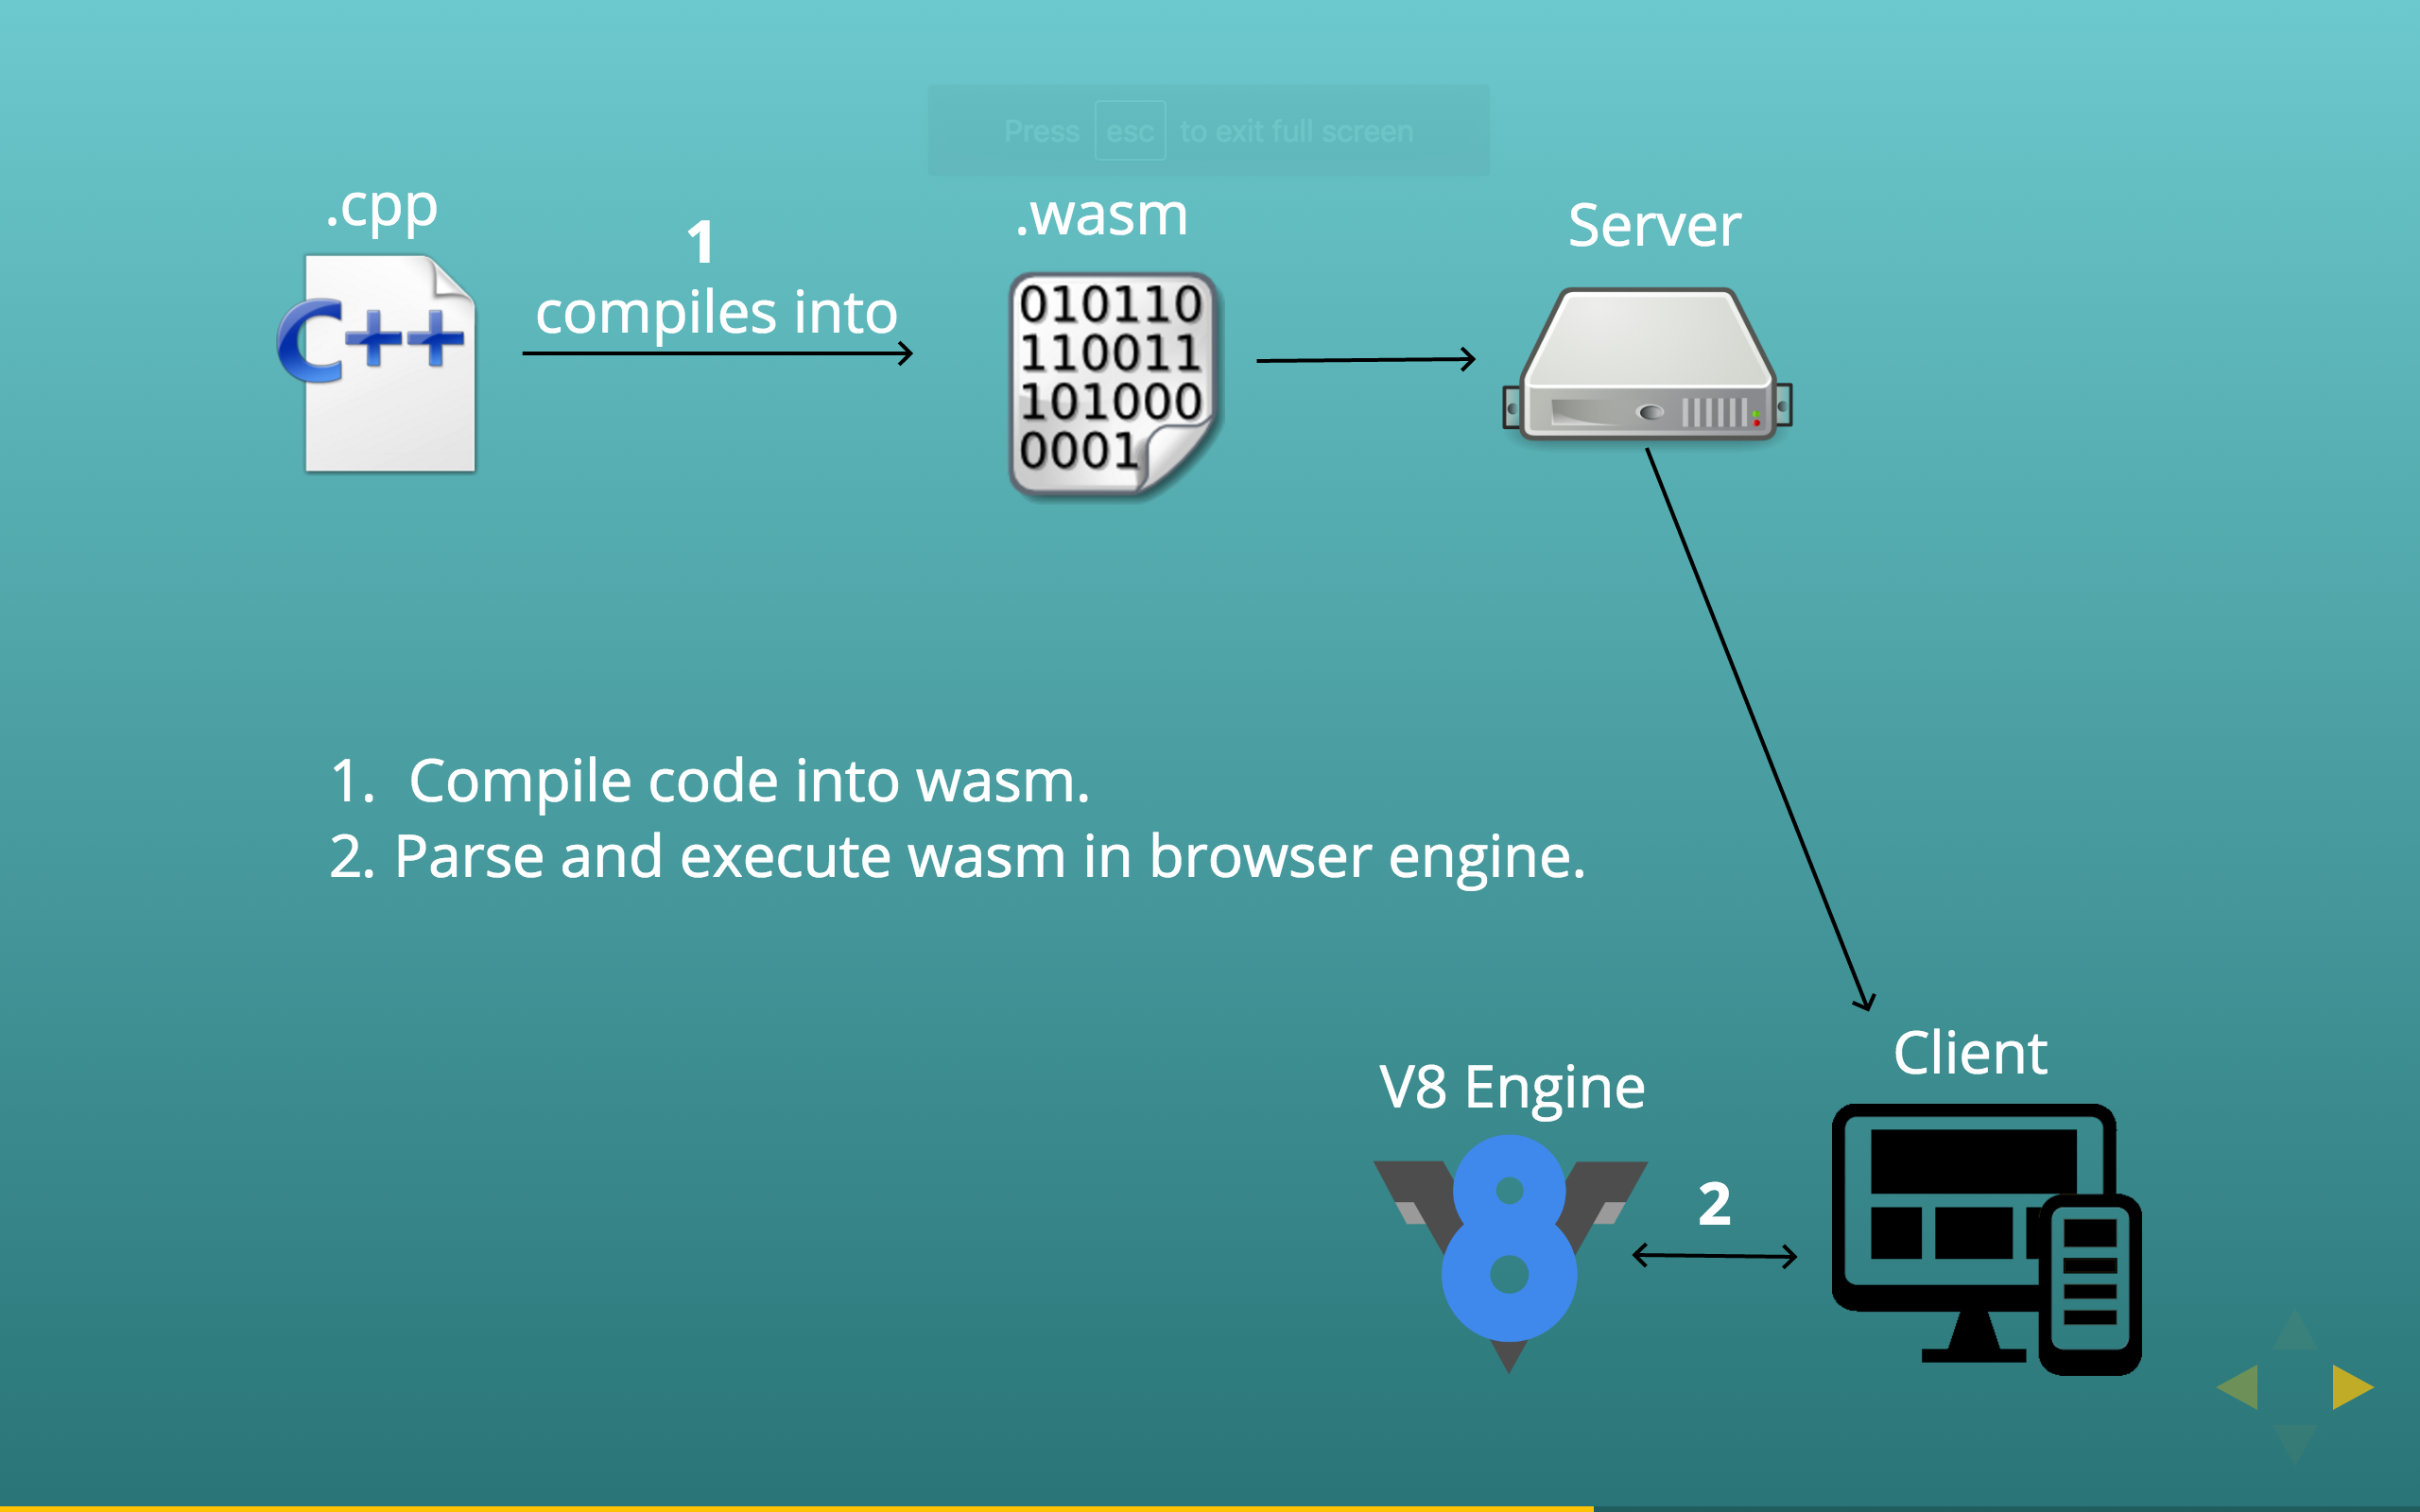 Press esc to exit full screen
.cpp
1
compiles into
.wasm
Server
C++
010110
110011
101000
0001
1. Compile code into wasm.
2. Parse and execute wasm in browser engine.
Client
V8 Engine
8
2